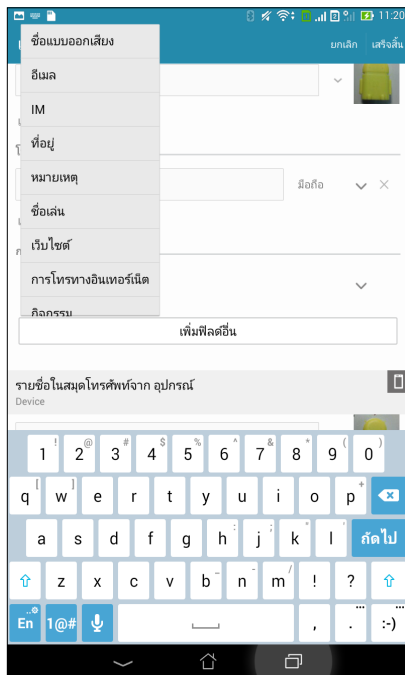 11:20
ยกเลิก
เสร็จสิ้น
ชื่อแบบออกเสียง
อีเมล
IM
ที่อยู่
หมายเหตุ
ชื่อเล่น
เว็บไซต์
การโทรทางอินเทอร์เน็ต
กิจกรรม
มือถือ
เพิ่มฟิลด์อื่น
รายชื่อในสมุดโทรศัพท์จาก อุปกรณ์
Device
! @ # $ % ^ & * ( )
1 2 3 4 5 6 7 8 9 0
[ ] +
q w e r t y u i o p
: ; " '
a s d f g h j k l ถัดไป
_ - /
z x c v b n m ! ?
En 1@# , . :-)